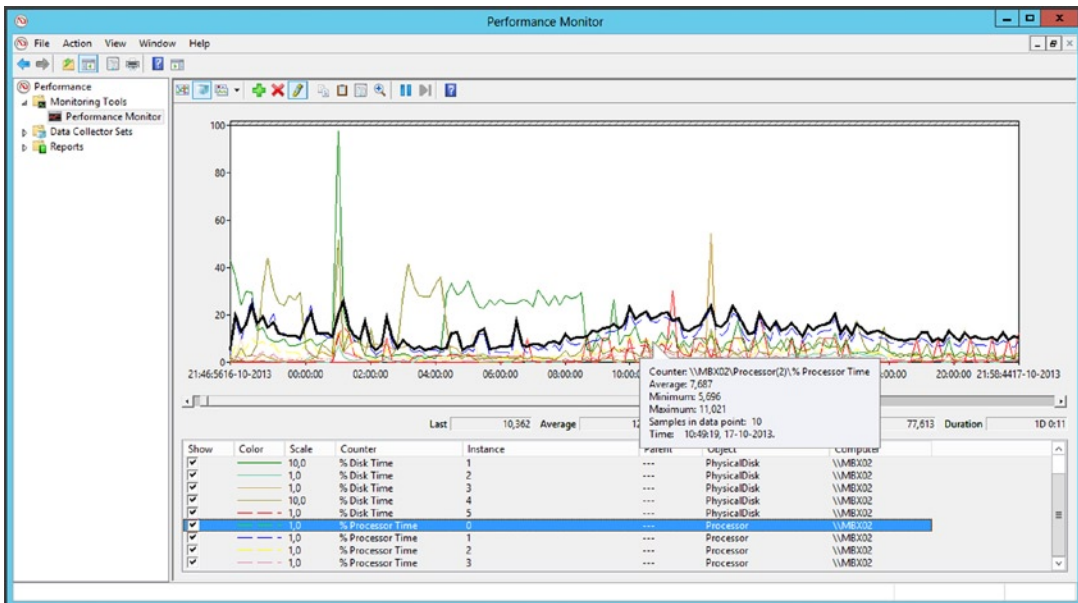 Performance Monitor
File Action View Window Help
Performance
Monitoring Tools
Performance Monitor
Data Collector Sets
Reports
100
80
60
40
20
0
21:46:5616-10-2013 00:00:00 02:00:00 04:00:00 06:00:00 08:00:00 10:00: 00:00 20:00:00 21:58:4417-10-2013
Counter: \\MBX02\Processor(2)\% Processor Time
Average: 7,687
Minimum: 5,696
Maximum: 11,021
Samples in data point: 10
Time: 10:49:19, 17-10-2013.
Last 10,362 Average 12 77,613 Duration 1D 0:11
Show Color Scale Counter Instance Parent Object Computer
10,0 % Disk Time 1 --- PhysicalDisk \\MBX02
1,0 % Disk Time 2 --- PhysicalDisk \\MBX02
1,0 % Disk Time 3 --- PhysicalDisk \\MBX02
10,0 % Disk Time 4 --- PhysicalDisk \\MBX02
1,0 % Disk Time 5 --- PhysicalDisk \\MBX02
1,0 % Processor Time 0 --- Processor \\MBX02
1,0 % Processor Time 1 --- Processor \\MBX02
1,0 % Processor Time 2 --- Processor \\MBX02
1,0 % Processor Time 3 --- Processor \\MBX02